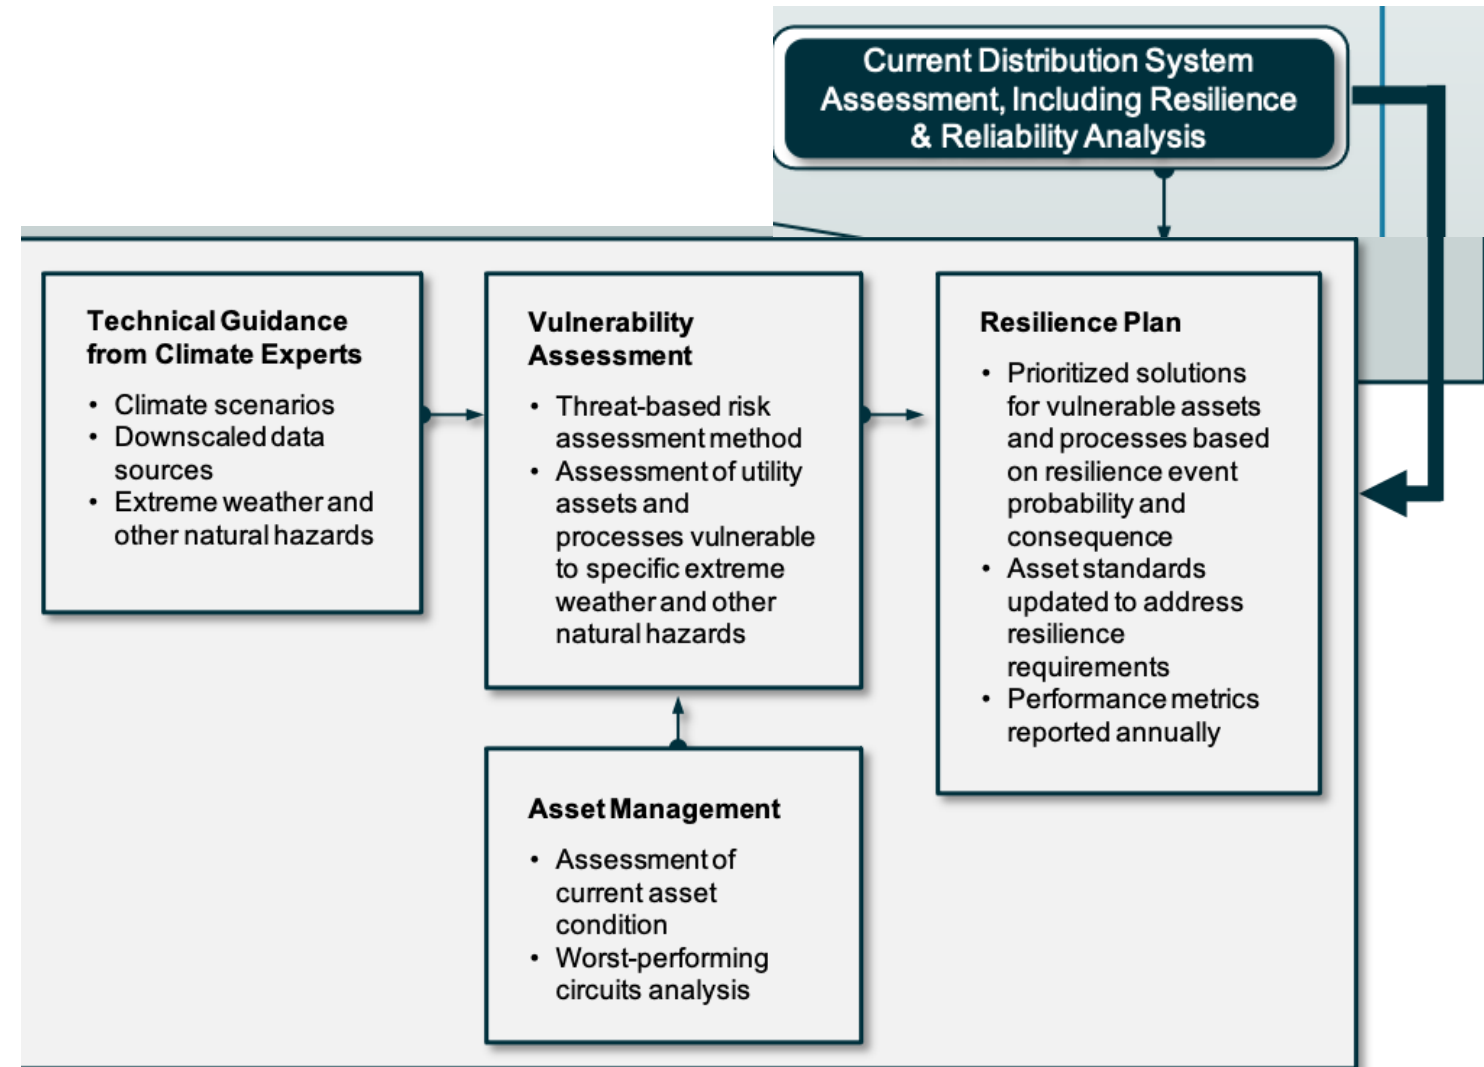 Current Distribution System
Assessment, Including Resilience
& Reliability Analysis
Technical Guidance
from Climate Experts
• Climate scenarios
• Downscaled data
sources
• Extreme weather and
other natural hazards
Vulnerability
Assessment
• Threat-based risk
assessment method
• Assessment of utility
assets and
processes vulnerable
to specific extreme
weather and other
natural hazards
Resilience Plan
• Prioritized solutions
for vulnerable assets
and processes based
on resilience event
probability and
consequence
• Asset standards
updated to address
resilience
requirements
• Performance metrics
reported annually
Asset Management
• Assessment of
current asset
condition
• Worst-performing
circuits analysis